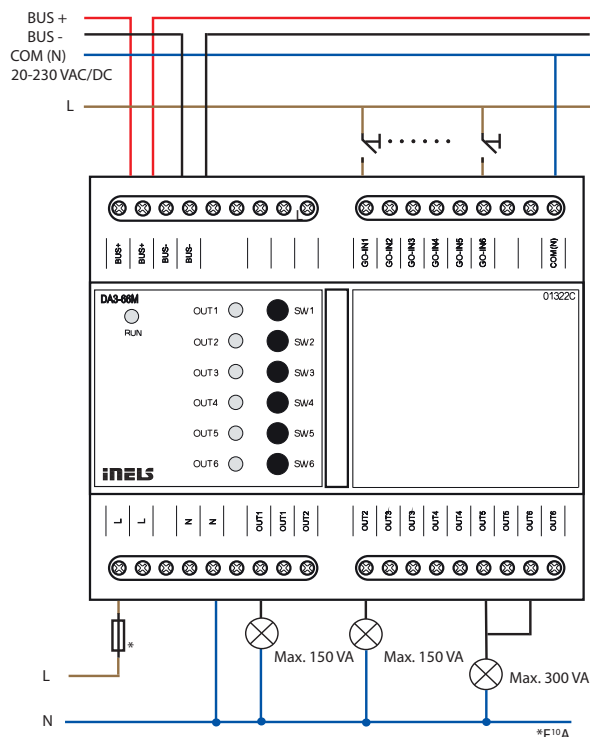 BUS +
BUS -
COM (N)
20-230 VAC/DC
L
L
BUS+ BUS+ BUS- BUS- GO-IN1 GO-IN2 GO-IN3 GO-IN4 GO-IN5 GO-IN6 COM(N)
DA3-66M 01322C
RUN
OUT1 SW1
OUT2 SW2
OUT3 SW3
OUT4 SW4
OUT5 SW5
OUT6 SW6
iNELS
L L N N OUT1 OUT1 OUT2 OUT2 OUT3 OUT3 OUT4 OUT4 OUT5 OUT5 OUT6 OUT6
*
Max. 150 VA Max. 150 VA
L Max. 300 VA
N
*F10A